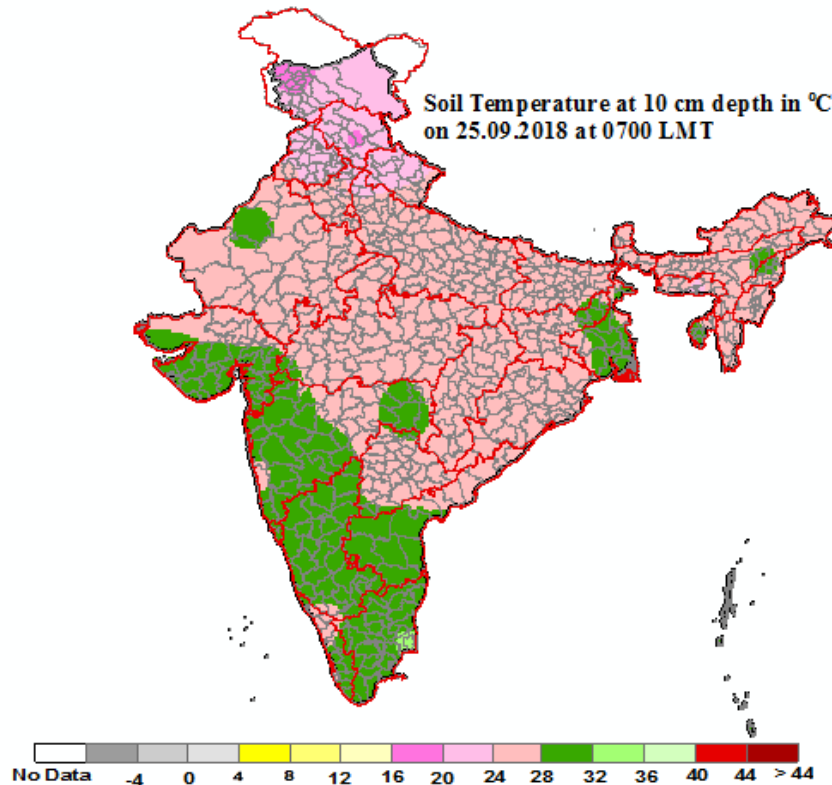 Soil Temperature at 10 cm depth in ⁰C
on 25.09.2018 at 0700 LMT
No Data -4 0 4 8 12 16 20 24 28 32 36 40 44 > 44